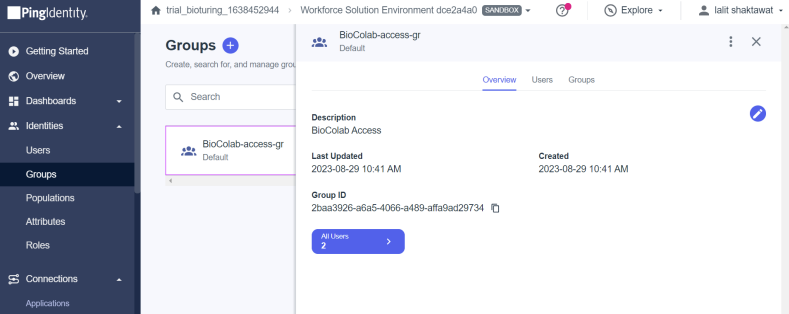 PingIdentity.
trial_bioturing_1638452944 > Workforce Solution Environment dce2a4a0 SANDBOX
? Explore lalit shaktawat
Getting Started
Overview
Dashboards
Identities
Users
Groups
Populations
Attributes
Roles
Connections
Applications
Groups
Create, search for, and manage grou
Search
BioColab-access-gr
Default
BioColab-access-gr
Default
Overview Users Groups
Description
BioColab Access
Last Updated
2023-08-29 10:41 AM
Created
2023-08-29 10:41 AM
Group ID
2baa3926-a6a5-4066-a489-affa9ad29734
All Users
2